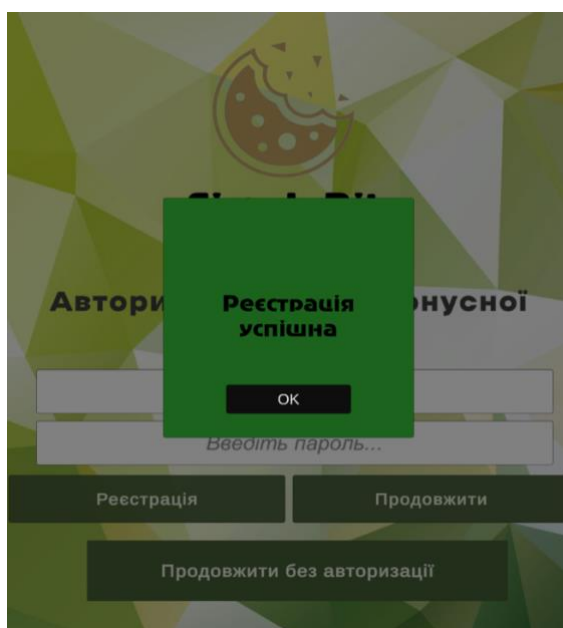 Реєстрація
успішна
OK
Введіть пароль...
Реєстрація
Продовжити
Продовжити без авторизації